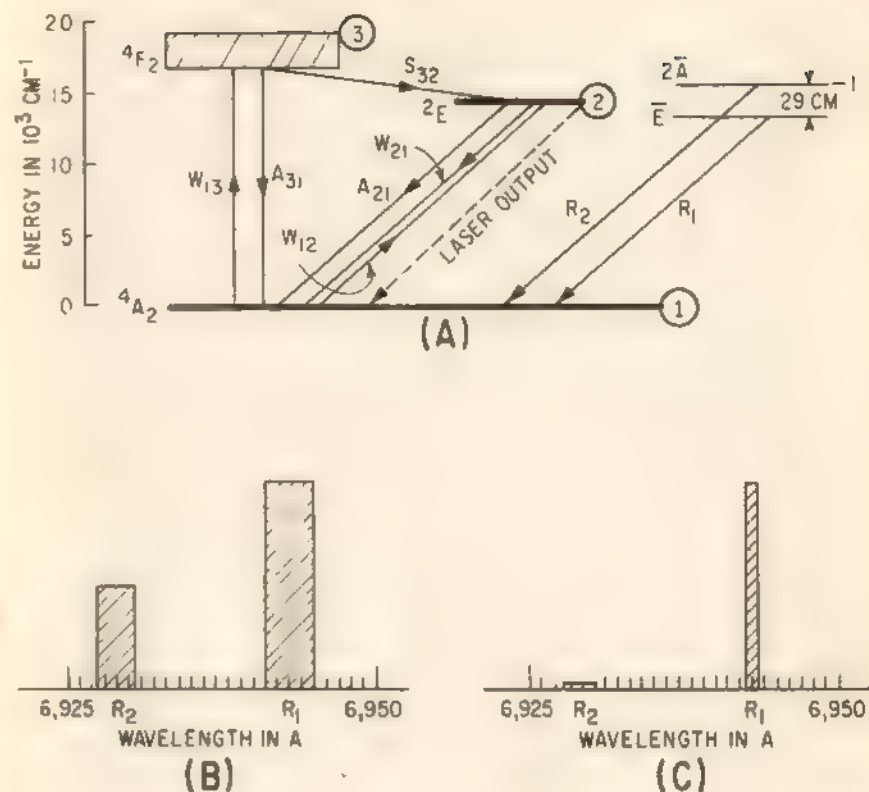 ENERGY IN 10³ CM⁻¹
20
15
10
5
0
⁴F₂
3
S₃₂
²E
2
W₁₃
A₃₁
A₂₁
W₂₁
W₁₂
LASER OUTPUT
⁴A₂
1
2Ā
Ē
29 CM⁻¹
R₂
R₁
(A)
6,925 R₂ R₁ 6,950
WAVELENGTH IN A
(B)
6,925 R₂ R₁ 6,950
WAVELENGTH IN A
(C)